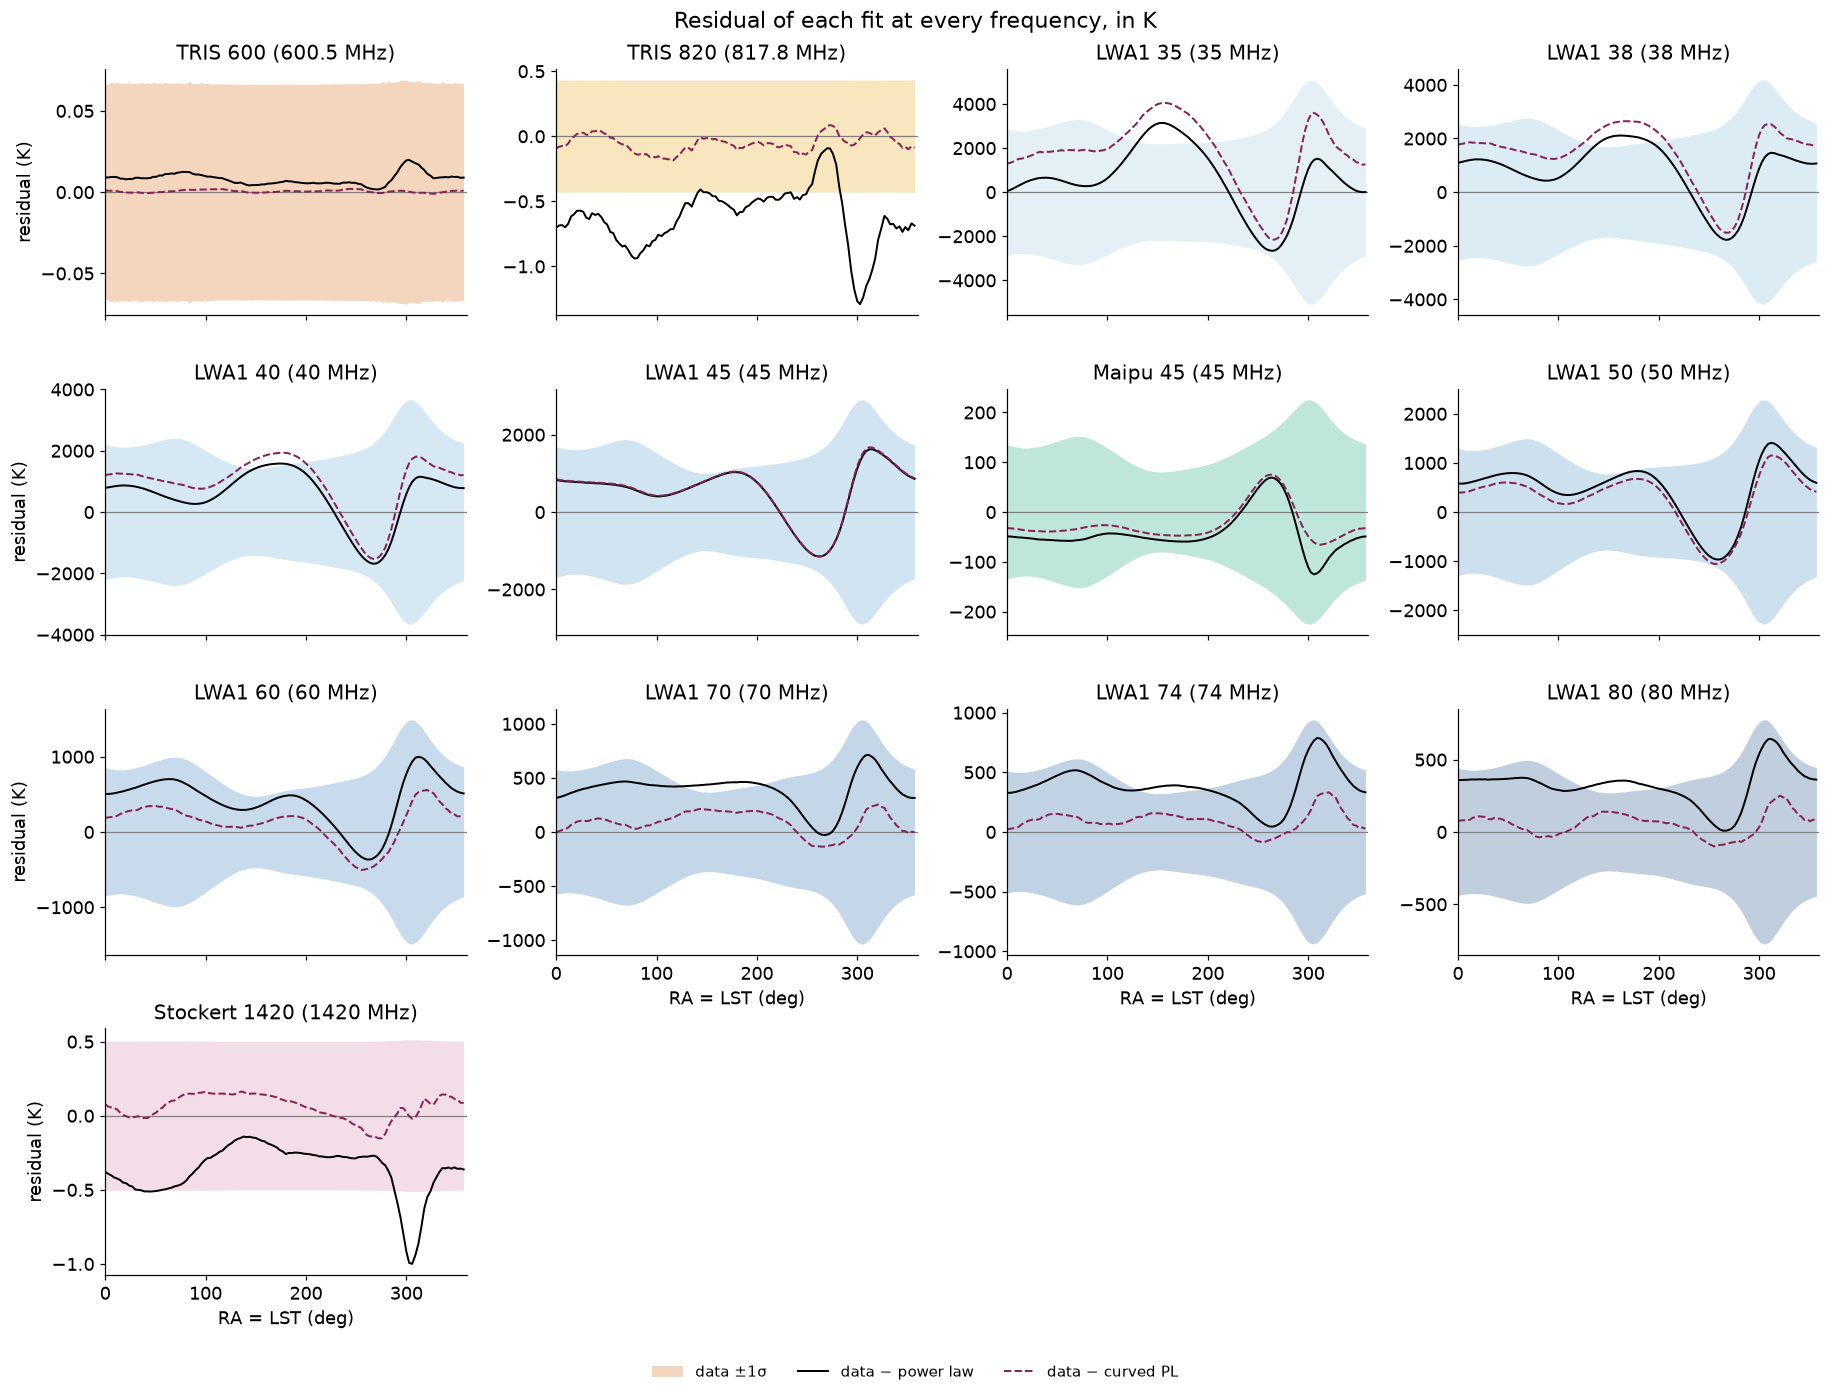 Residual of each fit at every frequency, in K
TRIS 600 (600.5 MHz)
TRIS 820 (817.8 MHz)
LWA1 35 (35 MHz)
LWA1 38 (38 MHz)
residual (K)
0.05
0.00
−0.05
0.5
0.0
−0.5
−1.0
4000
2000
0
−2000
−4000
4000
2000
0
−2000
−4000
LWA1 40 (40 MHz)
LWA1 45 (45 MHz)
Maipu 45 (45 MHz)
LWA1 50 (50 MHz)
residual (K)
4000
2000
0
−2000
−4000
2000
0
−2000
200
100
0
−100
−200
2000
1000
0
−1000
−2000
LWA1 60 (60 MHz)
LWA1 70 (70 MHz)
LWA1 74 (74 MHz)
LWA1 80 (80 MHz)
residual (K)
1000
0
−1000
1000
500
0
−500
−1000
1000
500
0
−500
−1000
500
0
−500
0 100 200 300
0 100 200 300
0 100 200 300
RA = LST (deg)
RA = LST (deg)
RA = LST (deg)
Stockert 1420 (1420 MHz)
residual (K)
0.5
0.0
−0.5
−1.0
0 100 200 300
RA = LST (deg)
data ±1σ
data − power law
data − curved PL